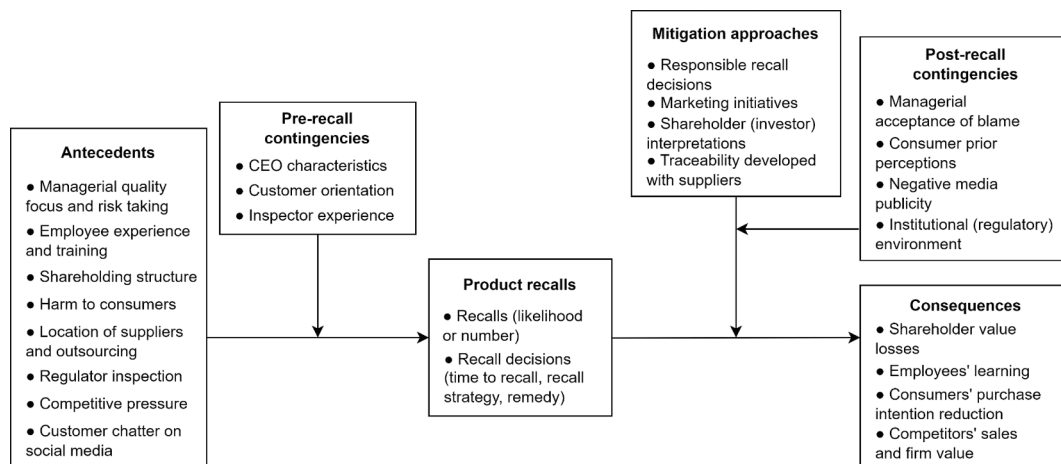 Antecedents
● Managerial quality
focus and risk taking
● Employee experience
and training
● Shareholding structure
● Harm to consumers
● Location of suppliers
and outsourcing
● Regulator inspection
● Competitive pressure
● Customer chatter on
social media
Pre-recall
contingencies
● CEO characteristics
● Customer orientation
● Inspector experience
Product recalls
● Recalls (likelihood
or number)
● Recall decisions
(time to recall, recall
strategy, remedy)
Mitigation approaches
● Responsible recall
decisions
● Marketing initiatives
● Shareholder (investor)
interpretations
● Traceability developed
with suppliers
Post-recall
contingencies
● Managerial
acceptance of blame
● Consumer prior
perceptions
● Negative media
publicity
● Institutional (regulatory)
environment
Consequences
● Shareholder value
losses
● Employees' learning
● Consumers' purchase
intention reduction
● Competitors' sales
and firm value